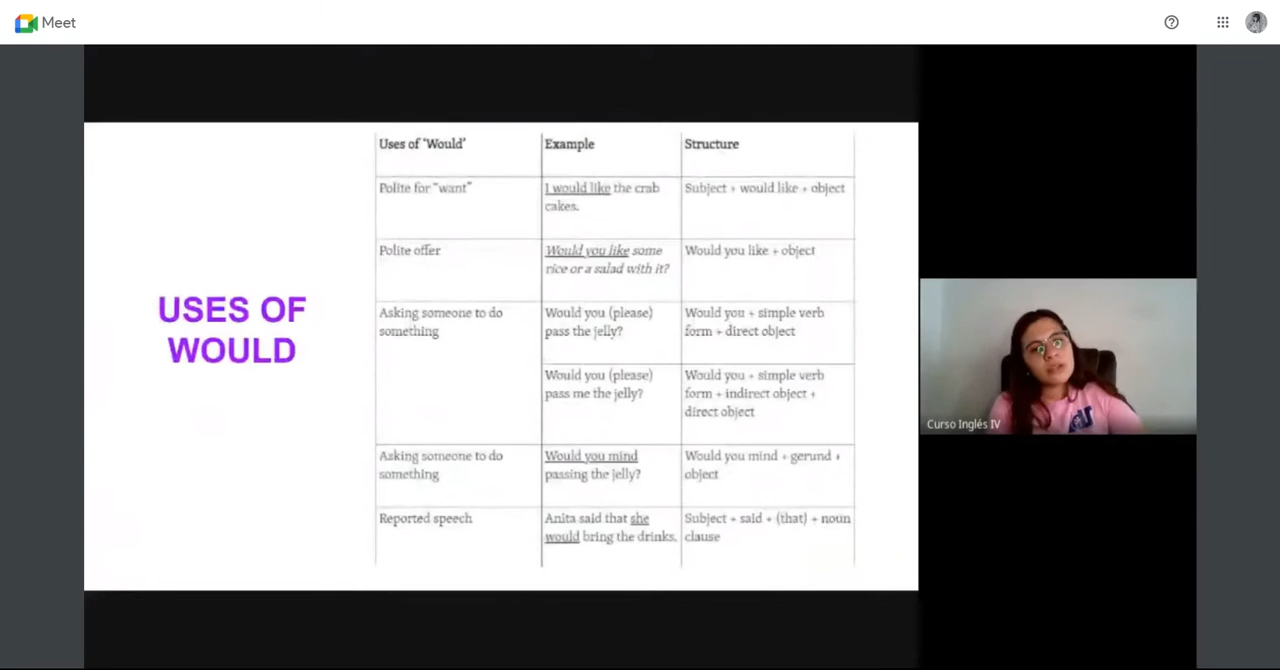 Meet
USES OF
WOULD
Uses of 'Would'
Example
Structure
Polite for "want"
I would like the crab
cakes.
Subject + would like + object
Polite offer
Would you like some
rice or a salad with it?
Would you like + object
Asking someone to do
something
Would you (please)
pass the jelly?
Would you + simple verb
form + direct object
Would you (please)
pass me the jelly?
Would you + simple verb
form + indirect object +
direct object
Asking someone to do
something
Would you mind
passing the jelly?
Would you mind + gerund +
object
Reported speech
Anita said that she
would bring the drinks.
Subject + said + (that) + noun
clause
Curso Inglés IV